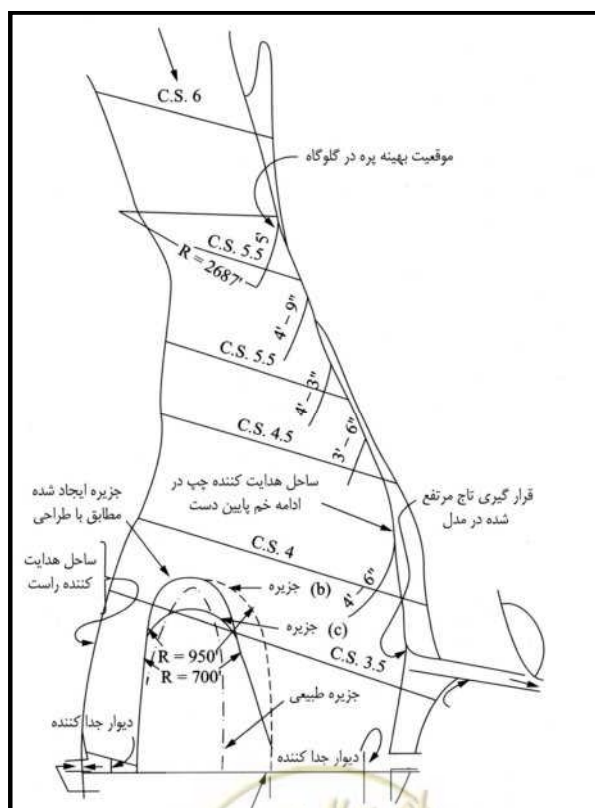 C.S. 6
موقعیت بهینه پره در گلوگاه
5'
C.S. 5.5
R = 2687'
4' – 9"
C.S. 5.5
4' – 3"
C.S. 4.5
3' – 6"
ساحل هدایت کننده چپ در
ادامه خم پایین دست
قرار گیری تاج مرتفع
شده در مدل
جزیره ایجاد شده
مطابق با طراحی
C.S. 4
ساحل هدایت
کننده راست
4' – 6"
جزیره (b)
جزیره (c)
C.S. 3.5
R = 950'
R = 700'
جزیره طبیعی
دیوار جدا کننده
دیوار جدا کننده